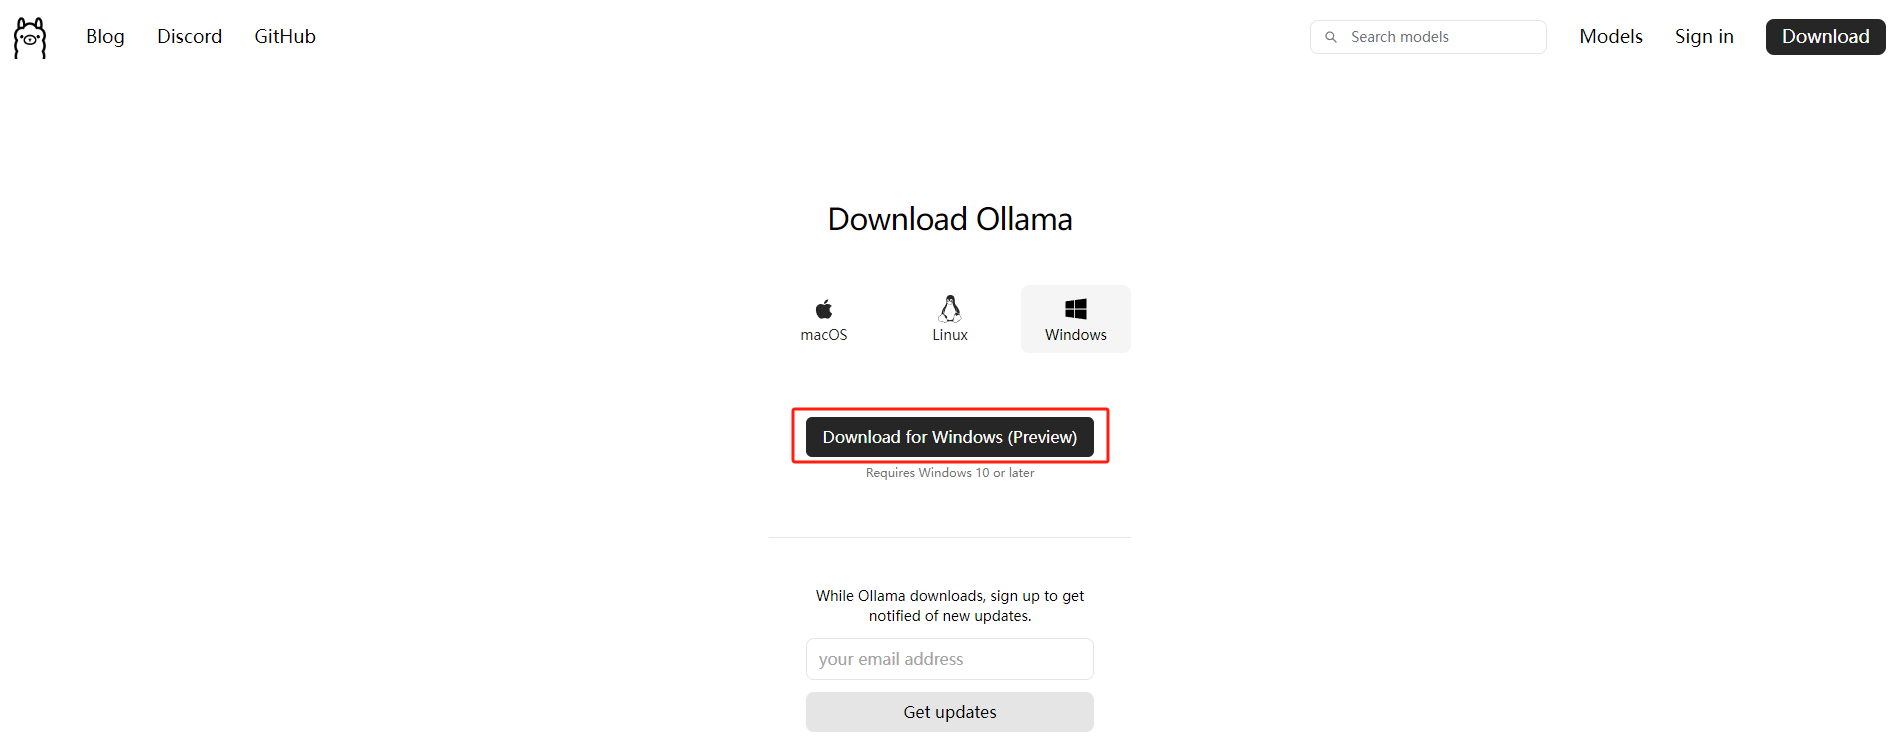 Blog
Discord
GitHub
Search models
Models
Sign in
Download
Download Ollama
macOS
Linux
Windows
Download for Windows (Preview)
Requires Windows 10 or later
While Ollama downloads, sign up to get
notified of new updates.
your email address
Get updates